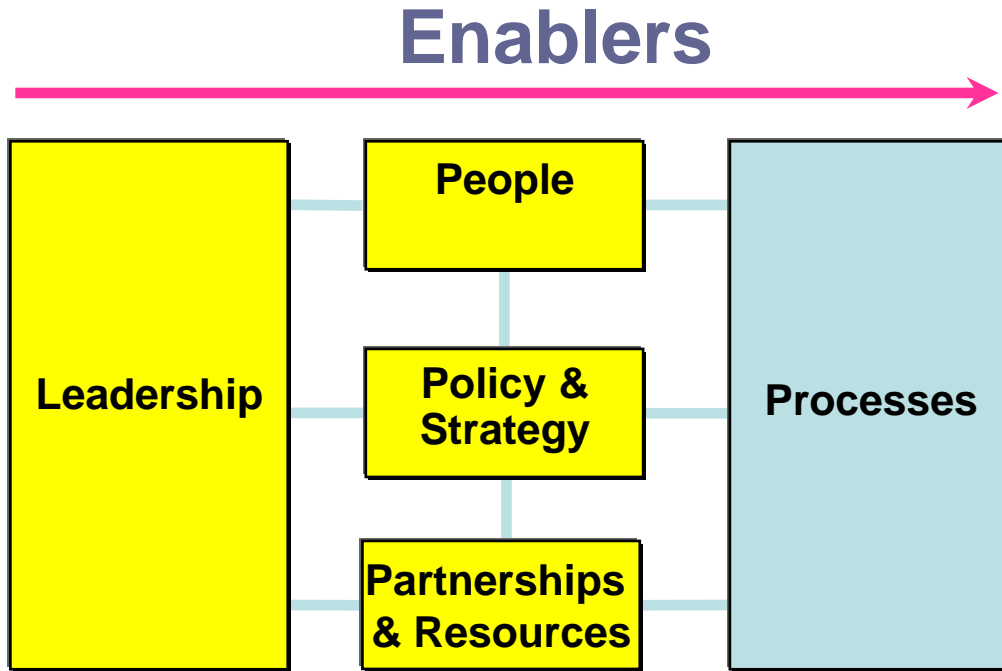 Enablers
People
Leadership
Policy &
Strategy
Processes
Partnerships
& Resources